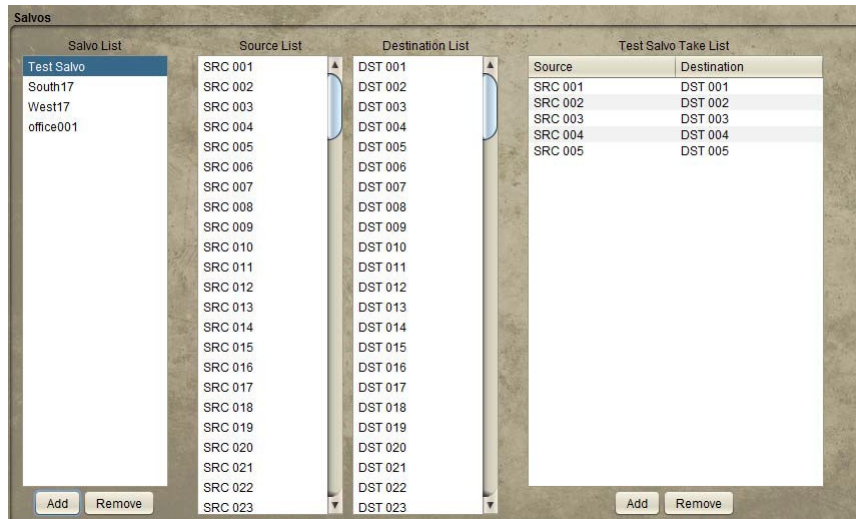 Salvos
Salvo List
Test Salvo
South17
West17
office001
Add Remove
Source List
SRC 001
SRC 002
SRC 003
SRC 004
SRC 005
SRC 006
SRC 007
SRC 008
SRC 009
SRC 010
SRC 011
SRC 012
SRC 013
SRC 014
SRC 015
SRC 016
SRC 017
SRC 018
SRC 019
SRC 020
SRC 021
SRC 022
SRC 023
Destination List
DST 001
DST 002
DST 003
DST 004
DST 005
DST 006
DST 007
DST 008
DST 009
DST 010
DST 011
DST 012
DST 013
DST 014
DST 015
DST 016
DST 017
DST 018
DST 019
DST 020
DST 021
DST 022
DST 023
Test Salvo Take List
Source Destination
SRC 001 DST 001
SRC 002 DST 002
SRC 003 DST 003
SRC 004 DST 004
SRC 005 DST 005
Add Remove